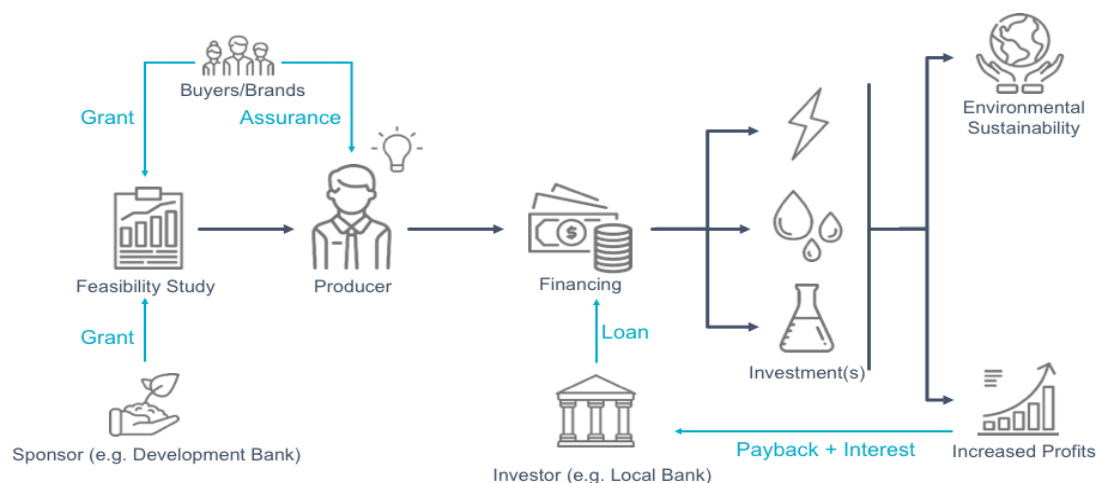 Buyers/Brands
Grant
Assurance
Environmental
Sustainability
Feasibility Study
Producer
Financing
$
Grant
Loan
Investment(s)
Sponsor (e.g. Development Bank)
Investor (e.g. Local Bank)
Payback + Interest
Increased Profits